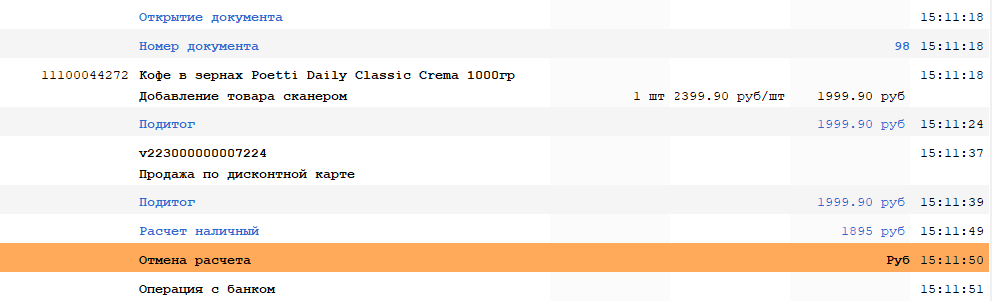 Открытие документа 15:11:18
Номер документа 98 15:11:18
11100044272 Кофе в зернах Poetti Daily Classic Crema 1000гр 15:11:18
Добавление товара сканером 1 шт 2399.90 руб/шт 1999.90 руб
Подитог 1999.90 руб 15:11:24
v223000000007224 15:11:37
Продажа по дисконтной карте
Подитог 1999.90 руб 15:11:39
Расчет наличный 1895 руб 15:11:49
Отмена расчета Руб 15:11:50
Операция с банком 15:11:51